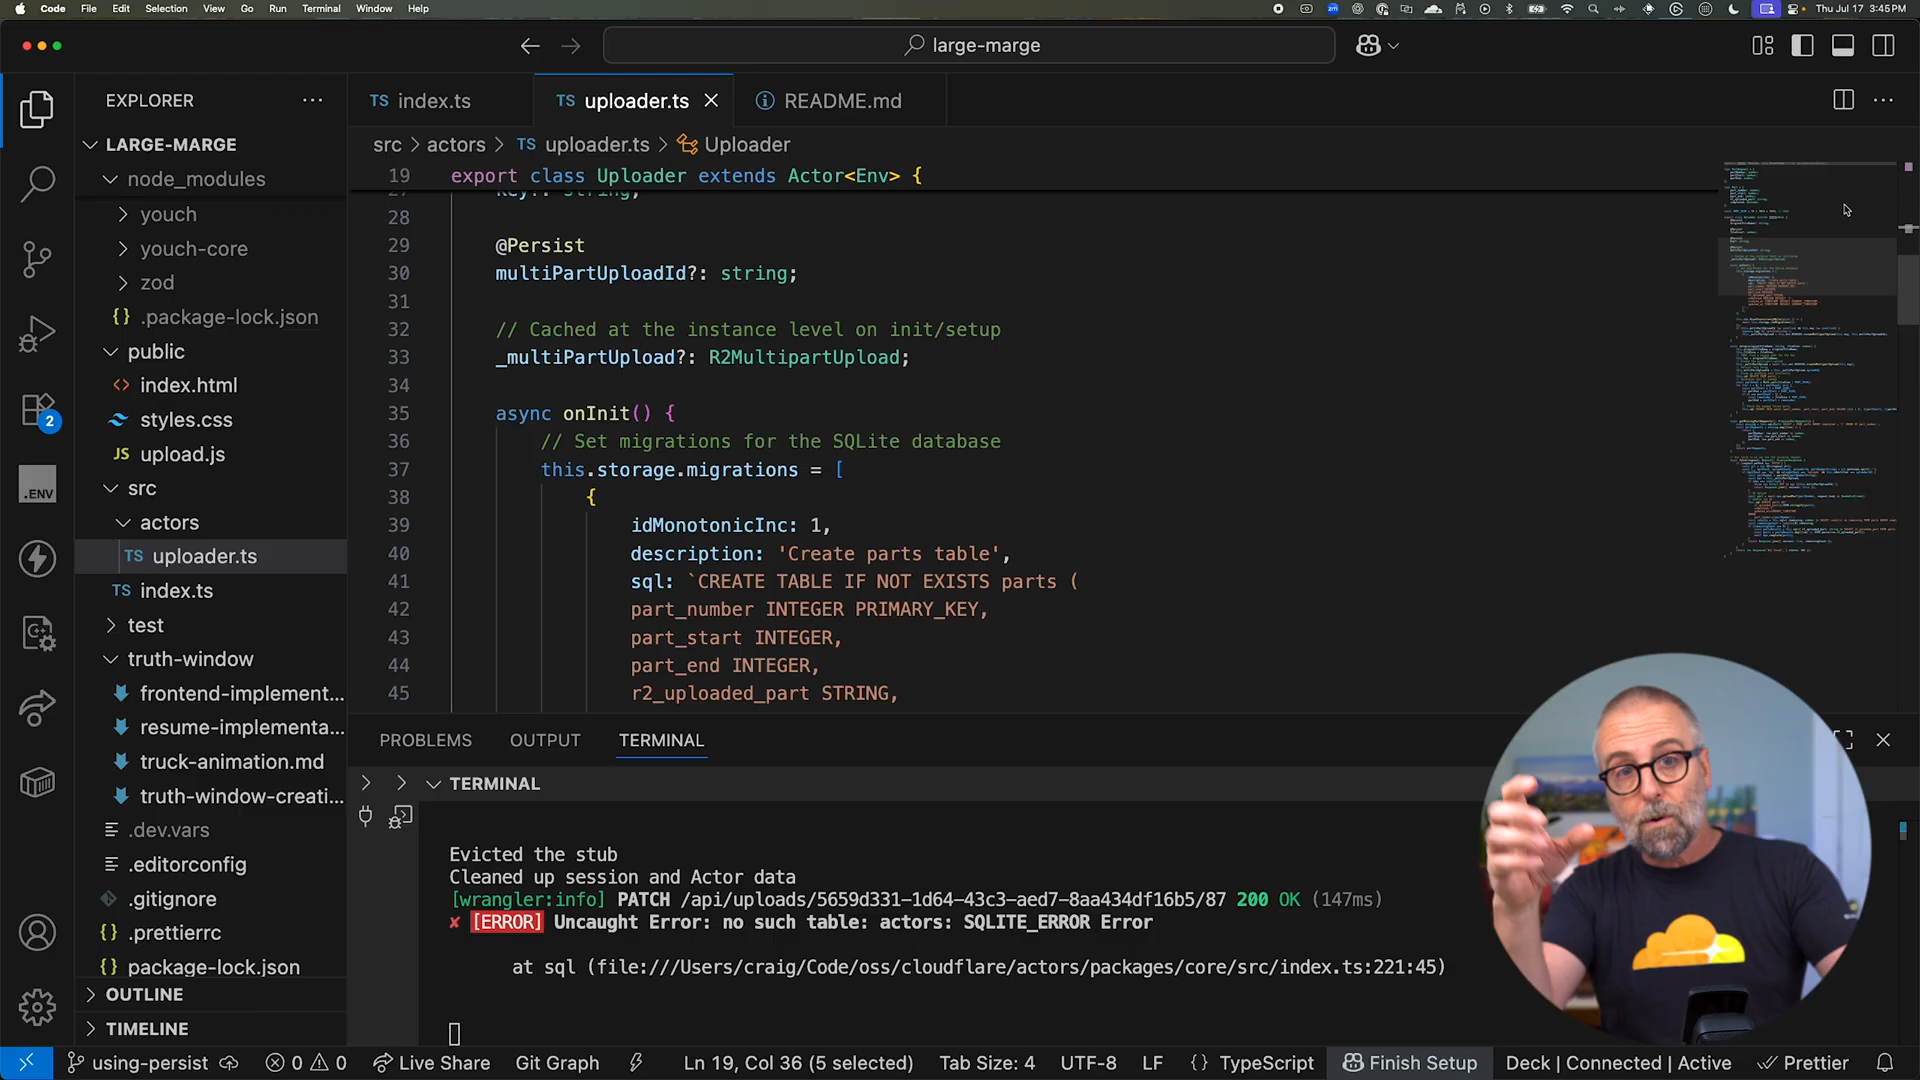 Code File Edit Selection View Go Run Terminal Window Help
Thu Jul 17 3:45PM
large-marge
EXPLORER
LARGE-MARGE
node_modules
youch
youch-core
zod
{} .package-lock.json
public
<> index.html
styles.css
JS upload.js
src
actors
TS uploader.ts
TS index.ts
test
truth-window
frontend-implement...
resume-implementa...
truck-animation.md
truth-window-creati...
.dev.vars
.editorconfig
.gitignore
{} .prettierrc
{} package-lock.json
OUTLINE
TIMELINE
2
.ENV
TS index.ts
TS uploader.ts
README.md
src > actors > TS uploader.ts > Uploader
19 export class Uploader extends Actor<Env> {
28
29 @Persist
30 multiPartUploadId?: string;
31
32 // Cached at the instance level on init/setup
33 _multiPartUpload?: R2MultipartUpload;
34
35 async onInit() {
36 // Set migrations for the SQLite database
37 this.storage.migrations = [
38 {
39 idMonotonicInc: 1,
40 description: 'Create parts table',
41 sql: `CREATE TABLE IF NOT EXISTS parts (
42 part_number INTEGER PRIMARY_KEY,
43 part_start INTEGER,
44 part_end INTEGER,
45 r2_uploaded_part STRING,
PROBLEMS OUTPUT TERMINAL
TERMINAL
Evicted the stub
Cleaned up session and Actor data
[wrangler:info] PATCH /api/uploads/5659d331-1d64-43c3-aed7-8aa434df16b5/87 200 OK (147ms)
✘ [ERROR] Uncaught Error: no such table: actors: SQLITE_ERROR Error
at sql (file:///Users/craig/Code/oss/cloudflare/actors/packages/core/src/index.ts:221:45)
using-persist 0 0 Live Share Git Graph Ln 19, Col 36 (5 selected) Tab Size: 4 UTF-8 LF {} TypeScript Finish Setup Deck | Connected | Active Prettier